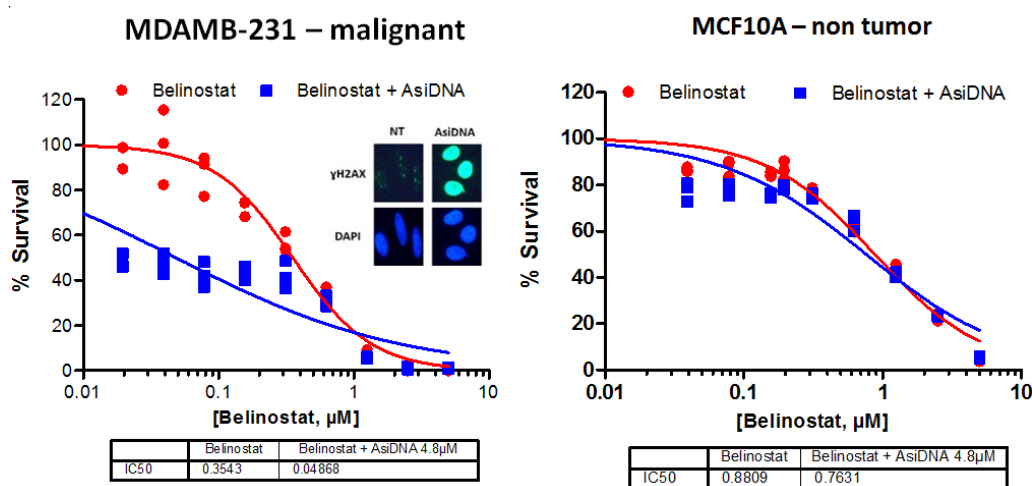 MDAMB-231 – malignant
Belinostat
Belinostat + AsiDNA
120
100
80
60
40
20
0
% Survival
NT
AsiDNA
γH2AX
DAPI
0.01
0.1
1
10
[Belinostat, µM]
Belinostat
Belinostat + AsiDNA 4.8µM
IC50
0.3543
0.04868
MCF10A – non tumor
Belinostat
Belinostat + AsiDNA
120
100
80
60
40
20
0
% Survival
0.01
0.1
1
10
[Belinostat, µM]
Belinostat
Belinostat + AsiDNA 4.8µM
IC50
0.8809
0.7631